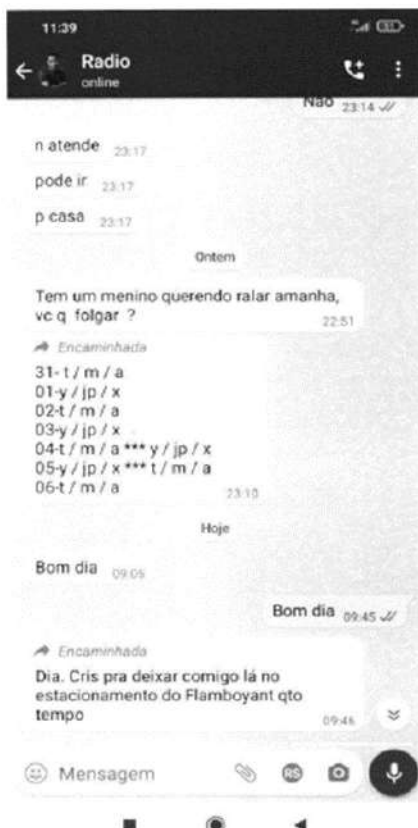 11:39
Radio
online
Não 23:14
n atende 23:17
pode ir 23:17
p casa 23:17
Ontem
Tem um menino querendo ralar amanha,
vc q folgar ? 22:51
Encaminhada
31- t / m / a
01-y / jp / x
02-t / m / a
03-y / jp / x
04-t / m / a *** y / jp / x
05-y / jp / x *** t / m / a
06-t / m / a 23:10
Hoje
Bom dia 09:05
Bom dia 09:45
Encaminhada
Dia. Cris pra deixar comigo lá no
estacionamento do Flamboyant qto
tempo 09:46
Mensagem
RS